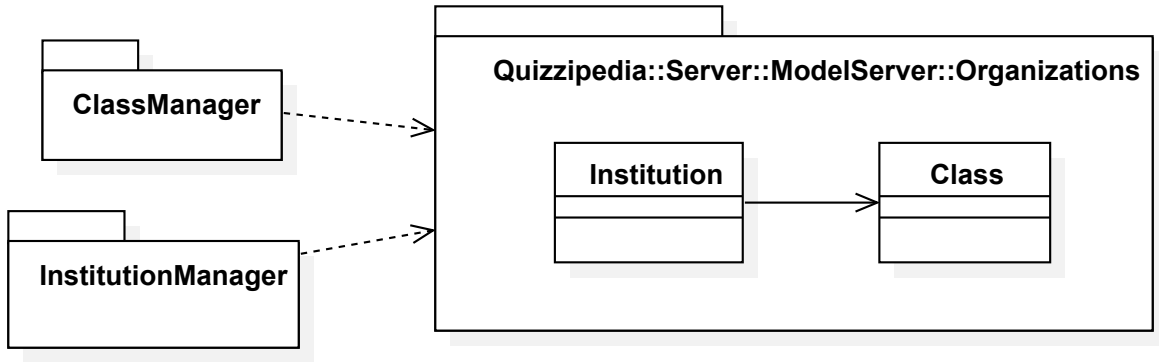 Quizzipedia::Server::ModelServer::Organizations
ClassManager
Institution
Class
InstitutionManager